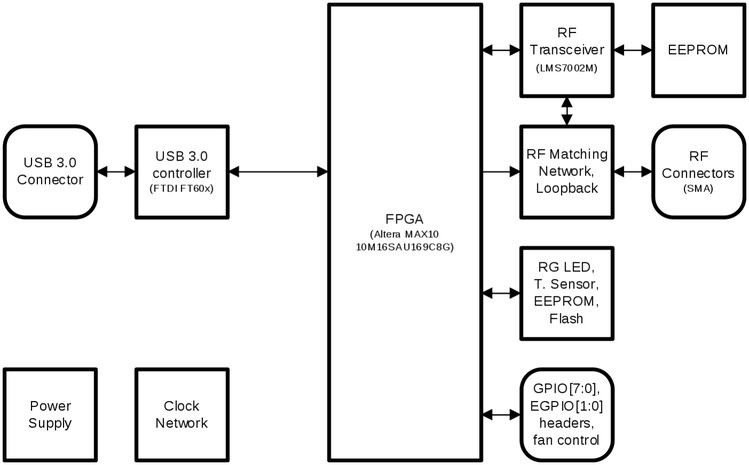 RF
Transceiver
(LMS7002M)
EEPROM
USB 3.0
Connector
USB 3.0
controller
(FTDI FT60x)
FPGA
(Altera MAX10
10M16SAU169C8G)
RF Matching
Network,
Loopback
RF
Connectors
(SMA)
RG LED,
T. Sensor,
EEPROM,
Flash
Power
Supply
Clock
Network
GPIO[7:0],
EGPIO[1:0]
headers,
fan control